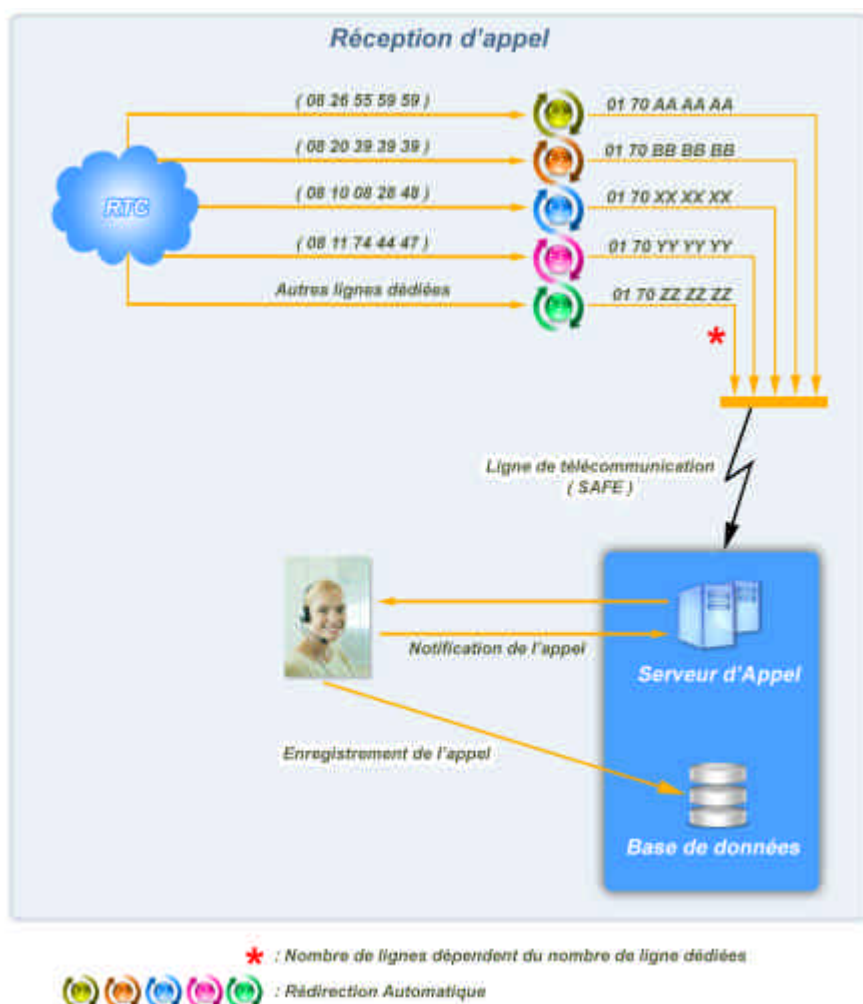 Réception d'appel
( 08 26 55 59 59 )
01 70 AA AA AA
( 08 20 39 39 39 )
01 70 BB BB BB
RTC
( 08 10 08 28 48 )
01 70 XX XX XX
( 08 11 74 44 47 )
01 70 YY YY YY
Autres lignes dédiées
01 70 ZZ ZZ ZZ
*
Ligne de télécommunication
( SAFE )
Notification de l'appel
Serveur d'Appel
Enregistrement de l'appel
Base de données
* : Nombre de lignes dépendent du nombre de ligne dédiées
: Rédirection Automatique